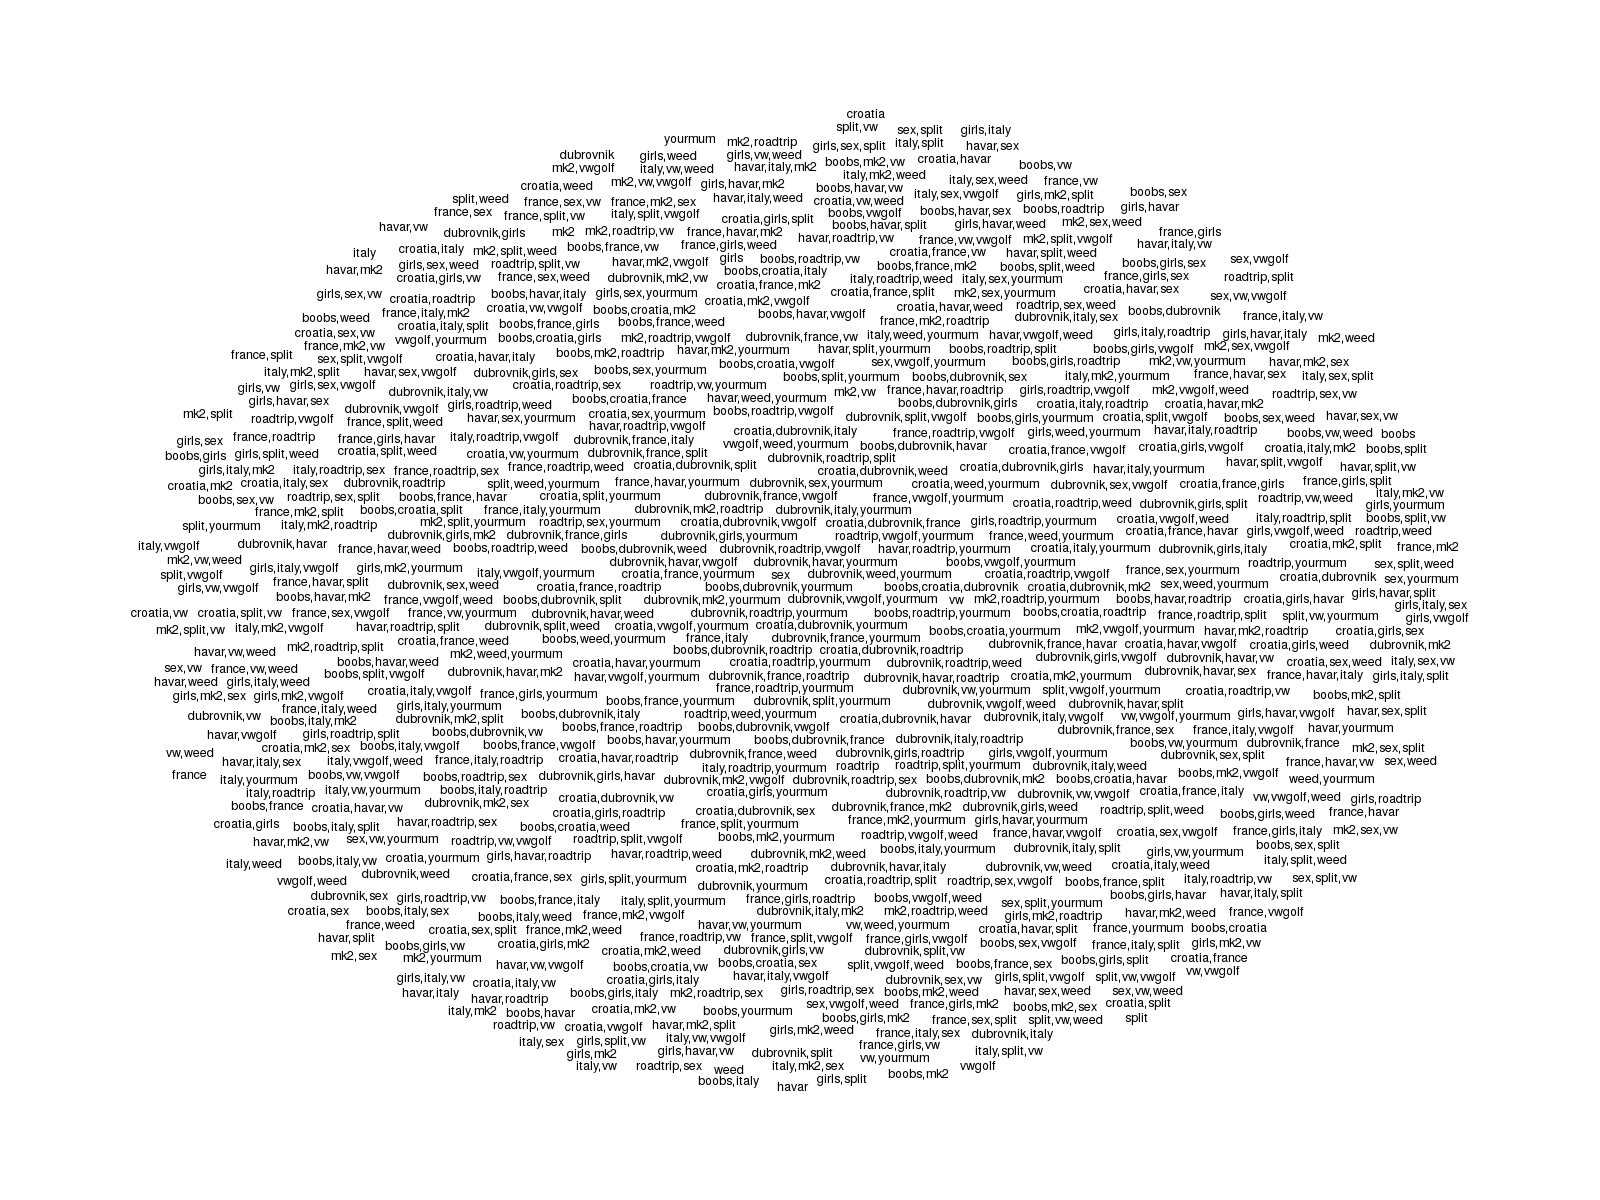 croatia
split,vw sex,split girls,italy
yourmum mk2,roadtrip girls,sex,split italy,split havar,sex
dubrovnik girls,weed girls,vw,weed boobs,mk2,vw croatia,havar boobs,vw
mk2,vwgolf italy,vw,weed havar,italy,mk2 italy,mk2,weed italy,sex,weed france,vw
croatia,weed mk2,vw,vwgolf girls,havar,mk2 boobs,havar,vw italy,sex,vwgolf girls,mk2,split boobs,sex
split,weed france,sex,vw france,mk2,sex havar,italy,weed croatia,vw,weed boobs,havar,sex boobs,roadtrip girls,havar
france,sex france,split,vw italy,split,vwgolf croatia,girls,split boobs,vwgolf boobs,havar,split girls,havar,weed mk2,sex,weed
havar,vw dubrovnik,girls mk2 mk2,roadtrip,vw france,havar,mk2 havar,roadtrip,vw france,vw,vwgolf mk2,split,vwgolf france,girls
italy croatia,italy mk2,split,weed boobs,france,vw france,girls,weed croatia,france,vw havar,split,weed havar,italy,vw
havar,mk2 girls,sex,weed roadtrip,split,vw havar,mk2,vwgolf girls boobs,roadtrip,vw boobs,france,mk2 boobs,split,weed boobs,girls,sex sex,vwgolf
croatia,girls,vw france,sex,weed dubrovnik,mk2,vw boobs,croatia,italy italy,roadtrip,weed italy,sex,yourmum france,girls,sex roadtrip,split
girls,sex,vw croatia,roadtrip boobs,havar,italy girls,sex,yourmum croatia,france,mk2 croatia,france,split mk2,sex,yourmum croatia,havar,sex sex,vw,vwgolf
boobs,weed france,italy,mk2 croatia,vw,vwgolf boobs,croatia,mk2 croatia,mk2,vwgolf boobs,havar,vwgolf croatia,havar,weed roadtrip,sex,weed boobs,dubrovnik france,italy,vw
croatia,sex,vw croatia,italy,split boobs,france,girls boobs,france,weed france,mk2,roadtrip dubrovnik,italy,sex girls,italy,roadtrip girls,havar,italy mk2,weed
france,mk2,vw vwgolf,yourmum boobs,croatia,girls mk2,roadtrip,vwgolf dubrovnik,france,vw italy,weed,yourmum havar,vwgolf,weed boobs,girls,vwgolf mk2,sex,vwgolf
france,split sex,split,vwgolf croatia,havar,italy boobs,mk2,roadtrip havar,mk2,yourmum havar,split,yourmum boobs,roadtrip,split boobs,girls,roadtrip mk2,vw,yourmum havar,mk2,sex
italy,mk2,split havar,sex,vwgolf dubrovnik,girls,sex boobs,sex,yourmum boobs,croatia,vwgolf sex,vwgolf,yourmum italy,mk2,yourmum france,havar,sex italy,sex,split
girls,vw girls,sex,vwgolf dubrovnik,italy,vw croatia,roadtrip,sex roadtrip,vw,yourmum boobs,split,yourmum boobs,dubrovnik,sex girls,roadtrip,vwgolf mk2,vwgolf,weed roadtrip,sex,vw
girls,havar,sex dubrovnik,vwgolf girls,roadtrip,weed boobs,croatia,france havar,weed,yourmum mk2,vw france,havar,roadtrip boobs,dubrovnik,girls croatia,italy,roadtrip croatia,havar,mk2
mk2,split roadtrip,vwgolf france,split,weed havar,sex,yourmum croatia,sex,yourmum boobs,roadtrip,vwgolf dubrovnik,split,vwgolf boobs,girls,yourmum croatia,split,vwgolf boobs,sex,weed havar,sex,vw
girls,sex france,roadtrip france,girls,havar italy,roadtrip,vwgolf dubrovnik,france,italy havar,roadtrip,vwgolf croatia,dubrovnik,italy france,roadtrip,vwgolf girls,weed,yourmum havar,italy,roadtrip boobs,vw,weed boobs
boobs,girls girls,split,weed croatia,split,weed croatia,vw,yourmum dubrovnik,france,split vwgolf,weed,yourmum boobs,dubrovnik,havar croatia,france,vwgolf croatia,girls,vwgolf croatia,italy,mk2 boobs,split
girls,italy,mk2 italy,roadtrip,sex france,roadtrip,sex france,roadtrip,weed croatia,dubrovnik,split dubrovnik,roadtrip,split croatia,dubrovnik,weed croatia,dubrovnik,girls havar,italy,yourmum havar,split,vwgolf havar,split,vw
croatia,mk2 croatia,italy,sex dubrovnik,roadtrip split,weed,yourmum france,havar,yourmum dubrovnik,sex,yourmum croatia,weed,yourmum dubrovnik,sex,vwgolf croatia,france,girls france,girls,split
boobs,sex,vw roadtrip,sex,split boobs,france,havar croatia,split,yourmum dubrovnik,france,vwgolf france,vwgolf,yourmum croatia,roadtrip,weed dubrovnik,girls,split roadtrip,vw,weed italy,mk2,vw
france,mk2,split boobs,croatia,split france,italy,yourmum dubrovnik,mk2,roadtrip dubrovnik,italy,yourmum girls,yourmum
split,yourmum italy,mk2,roadtrip mk2,split,yourmum roadtrip,sex,yourmum croatia,dubrovnik,vwgolf croatia,dubrovnik,france girls,roadtrip,yourmum croatia,vwgolf,weed italy,roadtrip,split boobs,split,vw
dubrovnik,girls,mk2 dubrovnik,france,girls dubrovnik,girls,yourmum roadtrip,vwgolf,yourmum france,weed,yourmum croatia,france,havar girls,vwgolf,weed roadtrip,weed
italy,vwgolf dubrovnik,havar france,havar,weed boobs,roadtrip,weed boobs,dubrovnik,weed dubrovnik,roadtrip,vwgolf havar,roadtrip,yourmum croatia,italy,yourmum dubrovnik,girls,italy croatia,mk2,split france,mk2
mk2,vw,weed girls,italy,vwgolf girls,mk2,yourmum dubrovnik,havar,vwgolf dubrovnik,havar,yourmum boobs,vwgolf,yourmum roadtrip,yourmum sex,split,weed
split,vwgolf france,havar,split italy,vwgolf,yourmum croatia,france,yourmum sex dubrovnik,weed,yourmum croatia,roadtrip,vwgolf france,sex,yourmum croatia,dubrovnik sex,yourmum
girls,vw,vwgolf dubrovnik,sex,weed croatia,france,roadtrip boobs,dubrovnik,yourmum boobs,croatia,dubrovnik croatia,dubrovnik,mk2 sex,weed,yourmum girls,havar,split
boobs,havar,mk2 france,vwgolf,weed boobs,dubrovnik,split dubrovnik,mk2,yourmum dubrovnik,vwgolf,yourmum vw mk2,roadtrip,yourmum boobs,havar,roadtrip croatia,girls,havar girls,italy,sex
croatia,vw croatia,split,vw france,sex,vwgolf france,vw,yourmum dubrovnik,havar,weed dubrovnik,roadtrip,yourmum boobs,roadtrip,yourmum boobs,croatia,roadtrip france,roadtrip,split split,vw,yourmum girls,vwgolf
mk2,split,vw italy,mk2,vwgolf havar,roadtrip,split dubrovnik,split,weed croatia,vwgolf,yourmum croatia,dubrovnik,yourmum boobs,croatia,yourmum mk2,vwgolf,yourmum havar,mk2,roadtrip croatia,girls,sex
havar,vw,weed mk2,roadtrip,split croatia,france,weed boobs,weed,yourmum france,italy dubrovnik,france,yourmum dubrovnik,france,havar croatia,havar,vwgolf croatia,girls,weed dubrovnik,mk2
sex,vw france,vw,weed boobs,havar,weed mk2,weed,yourmum croatia,havar,yourmum boobs,dubrovnik,roadtrip croatia,dubrovnik,roadtrip croatia,roadtrip,yourmum dubrovnik,roadtrip,weed dubrovnik,girls,vwgolf dubrovnik,havar,vw croatia,sex,weed italy,sex,vw
havar,weed girls,italy,weed boobs,split,vwgolf dubrovnik,havar,mk2 havar,vwgolf,yourmum dubrovnik,france,roadtrip dubrovnik,havar,roadtrip croatia,mk2,yourmum dubrovnik,havar,sex france,havar,italy girls,italy,split
girls,mk2,sex girls,mk2,vwgolf croatia,italy,vwgolf france,girls,yourmum boobs,france,yourmum france,roadtrip,yourmum dubrovnik,split,yourmum dubrovnik,vw,yourmum split,vwgolf,yourmum croatia,roadtrip,vw boobs,mk2,split
dubrovnik,vw france,italy,weed girls,italy,yourmum boobs,dubrovnik,italy roadtrip,weed,yourmum dubrovnik,vwgolf,weed dubrovnik,havar,split havar,sex,split
boobs,italy,mk2 dubrovnik,mk2,split croatia,dubrovnik,havar dubrovnik,italy,vwgolf vw,vwgolf,yourmum girls,havar,vwgolf
havar,vwgolf girls,roadtrip,split boobs,dubrovnik,vw boobs,france,roadtrip boobs,dubrovnik,vwgolf dubrovnik,france,sex france,italy,vwgolf havar,yourmum
vw,weed croatia,mk2,sex boobs,italy,vwgolf boobs,france,vwgolf boobs,havar,yourmum boobs,dubrovnik,france dubrovnik,italy,roadtrip boobs,vw,yourmum dubrovnik,france mk2,sex,split
havar,italy,sex italy,vwgolf,weed france,italy,roadtrip croatia,havar,roadtrip dubrovnik,france,weed dubrovnik,girls,roadtrip girls,vwgolf,yourmum dubrovnik,sex,split france,havar,vw sex,weed
france italy,yourmum boobs,vw,vwgolf boobs,roadtrip,sex dubrovnik,girls,havar italy,roadtrip,yourmum roadtrip roadtrip,split,yourmum dubrovnik,italy,weed boobs,mk2,vwgolf weed,yourmum
italy,roadtrip italy,vw,yourmum boobs,italy,roadtrip dubrovnik,mk2,vwgolf dubrovnik,roadtrip,sex boobs,dubrovnik,mk2 boobs,croatia,havar
boobs,france croatia,havar,vw dubrovnik,mk2,sex croatia,dubrovnik,vw croatia,girls,yourmum dubrovnik,roadtrip,vw dubrovnik,vw,vwgolf croatia,france,italy vw,vwgolf,weed girls,roadtrip
croatia,girls boobs,italy,split havar,roadtrip,sex croatia,girls,roadtrip croatia,dubrovnik,sex dubrovnik,france,mk2 dubrovnik,girls,weed roadtrip,split,weed boobs,girls,weed france,havar
havar,mk2,vw sex,vw,yourmum boobs,croatia,weed france,split,yourmum france,mk2,yourmum girls,havar,yourmum france,havar,vwgolf croatia,sex,vwgolf france,girls,italy mk2,sex,vw
roadtrip,vw,vwgolf roadtrip,split,vwgolf boobs,mk2,yourmum roadtrip,vwgolf,weed boobs,sex,split
italy,weed boobs,italy,vw croatia,yourmum girls,havar,roadtrip havar,roadtrip,weed dubrovnik,mk2,weed boobs,italy,yourmum dubrovnik,italy,split girls,vw,yourmum italy,split,weed
vwgolf,weed dubrovnik,weed croatia,france,sex girls,split,yourmum croatia,mk2,roadtrip dubrovnik,havar,italy dubrovnik,vw,weed croatia,italy,weed
dubrovnik,sex girls,roadtrip,vw boobs,france,italy italy,split,yourmum dubrovnik,yourmum croatia,roadtrip,split roadtrip,sex,vwgolf boobs,france,split italy,roadtrip,vw sex,split,vw
croatia,sex boobs,italy,sex boobs,italy,weed france,mk2,vwgolf france,girls,roadtrip boobs,vwgolf,weed sex,split,yourmum boobs,girls,havar havar,italy,split
france,weed croatia,sex,split france,mk2,weed dubrovnik,italy,mk2 mk2,roadtrip,weed girls,mk2,roadtrip havar,mk2,weed france,vwgolf
havar,split boobs,girls,vw croatia,girls,mk2 france,roadtrip,vw havar,vw,yourmum vw,weed,yourmum croatia,havar,split france,yourmum boobs,croatia
mk2,sex mk2,yourmum croatia,mk2,weed france,split,vwgolf france,girls,vwgolf boobs,sex,vwgolf france,italy,split girls,mk2,vw
havar,vw,vwgolf boobs,croatia,vw dubrovnik,girls,vw dubrovnik,split,vw boobs,croatia,sex split,vwgolf,weed boobs,france,sex boobs,girls,split croatia,france
girls,italy,vw croatia,italy,vw croatia,girls,italy havar,italy,vwgolf dubrovnik,sex,vw girls,split,vwgolf split,vw,vwgolf vw,vwgolf
havar,italy havar,roadtrip boobs,girls,italy mk2,roadtrip,sex girls,roadtrip,sex boobs,mk2,weed havar,sex,weed sex,vw,weed
italy,mk2 boobs,havar croatia,mk2,vw boobs,yourmum sex,vwgolf,weed france,girls,mk2 boobs,mk2,sex croatia,split
roadtrip,vw croatia,vwgolf havar,mk2,split boobs,girls,mk2 france,sex,split split,vw,weed split
italy,sex girls,split,vw italy,vw,vwgolf girls,mk2,weed france,italy,sex dubrovnik,italy
girls,mk2 girls,havar,vw dubrovnik,split france,girls,vw italy,split,vw
italy,vw roadtrip,sex weed italy,mk2,sex vw,yourmum vwgolf
boobs,italy havar girls,split boobs,mk2